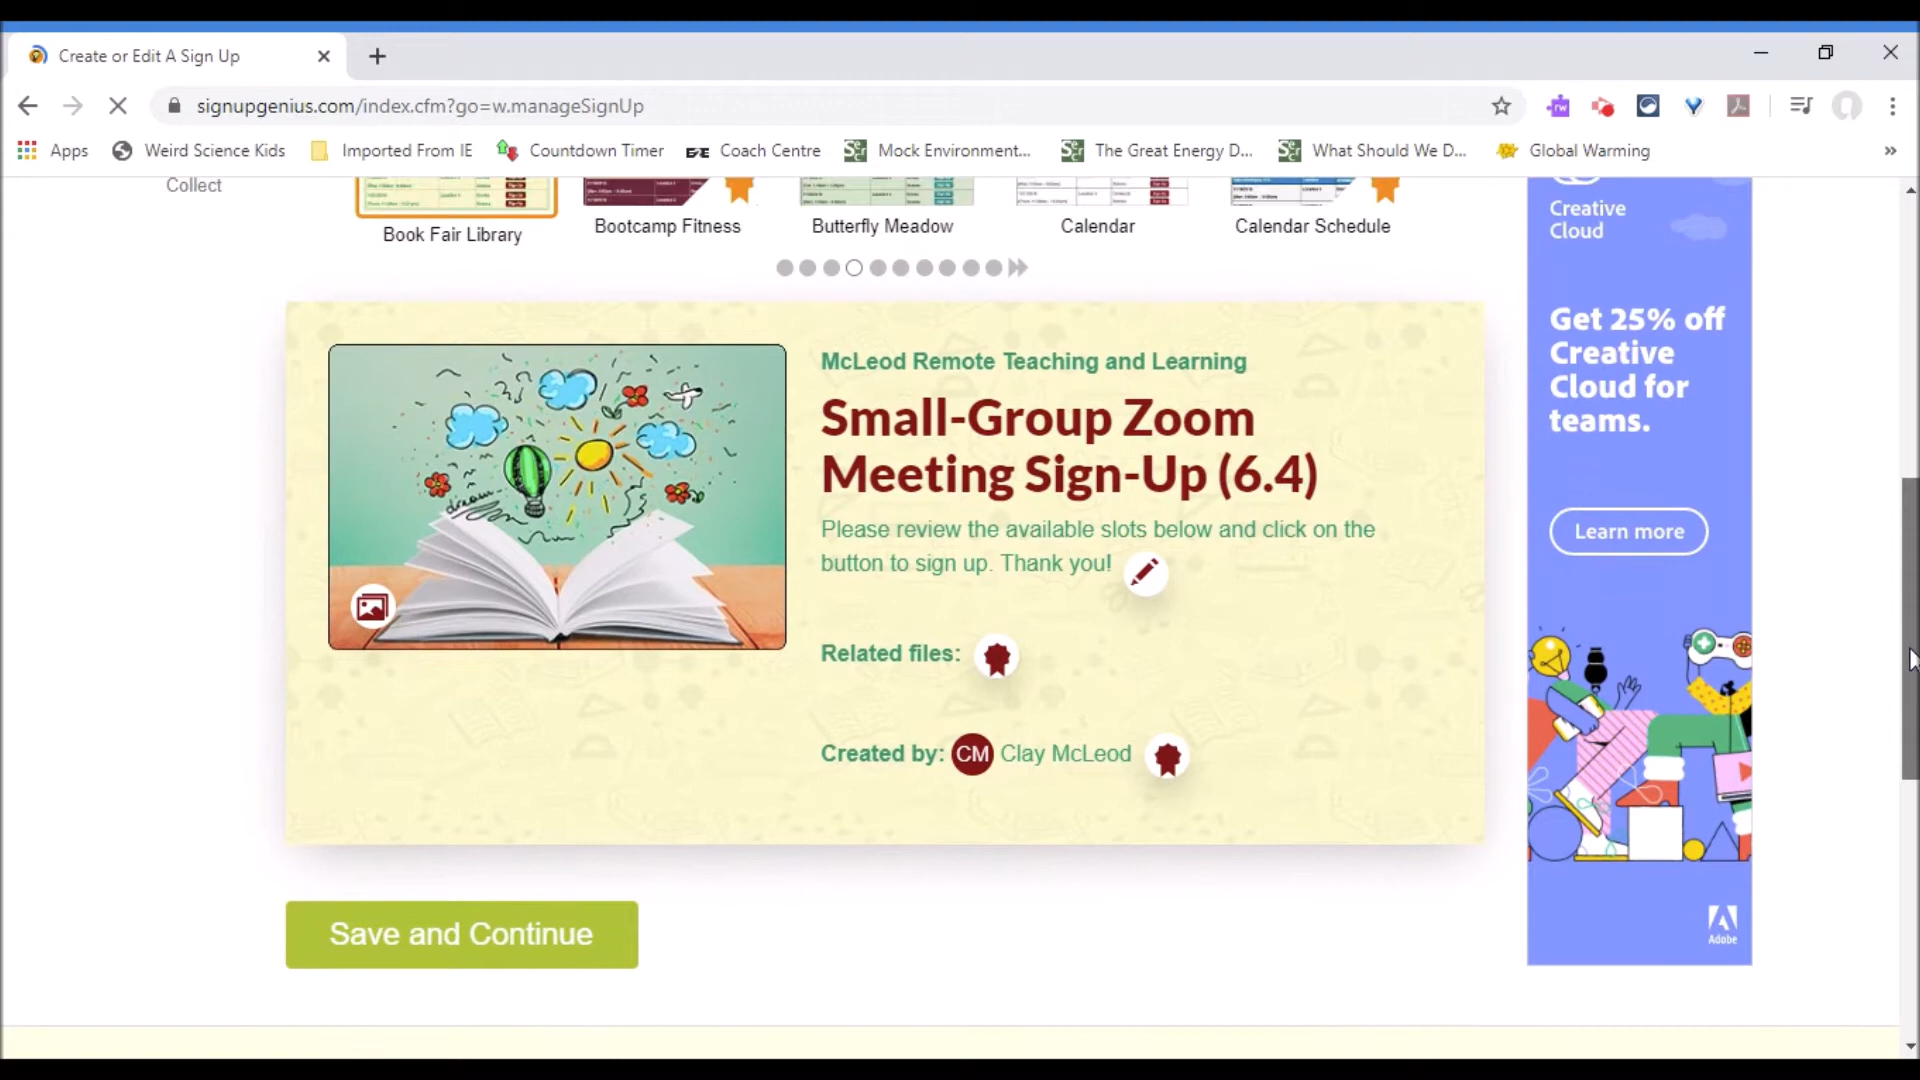 Create or Edit A Sign Up
signupgenius.com/index.cfm?go=w.manageSignUp
Apps
Weird Science Kids
Imported From IE
Countdown Timer
Coach Centre
Mock Environment...
The Great Energy D...
What Should We D...
Global Warming
»
Collect
Book Fair Library
Bootcamp Fitness
Butterfly Meadow
Calendar
Calendar Schedule
McLeod Remote Teaching and Learning
Small-Group Zoom
Meeting Sign-Up (6.4)
Please review the available slots below and click on the
button to sign up. Thank you!
dream
Related files:
Created by: CM Clay McLeod
Save and Continue
Creative
Cloud
Get 25% off
Creative
Cloud for
teams.
Learn more
Adobe